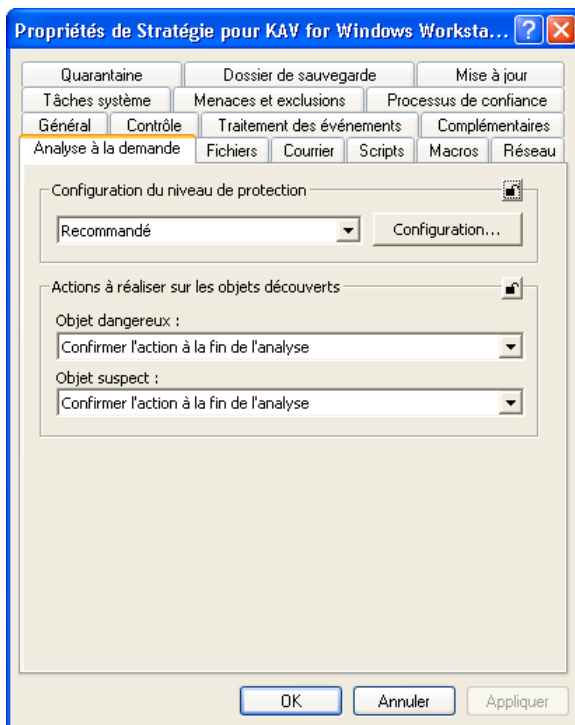 Propriétés de Stratégie pour KAV for Windows Worksta... ?
Quarantaine Dossier de sauvegarde Mise à jour
Tâches système Menaces et exclusions Processus de confiance
Général Contrôle Traitement des événements Complémentaires
Analyse à la demande Fichiers Courrier Scripts Macros Réseau
Configuration du niveau de protection
Recommandé Configuration...
Actions à réaliser sur les objets découverts
Objet dangereux :
Confirmer l'action à la fin de l'analyse
Objet suspect :
Confirmer l'action à la fin de l'analyse
OK Annuler Appliquer